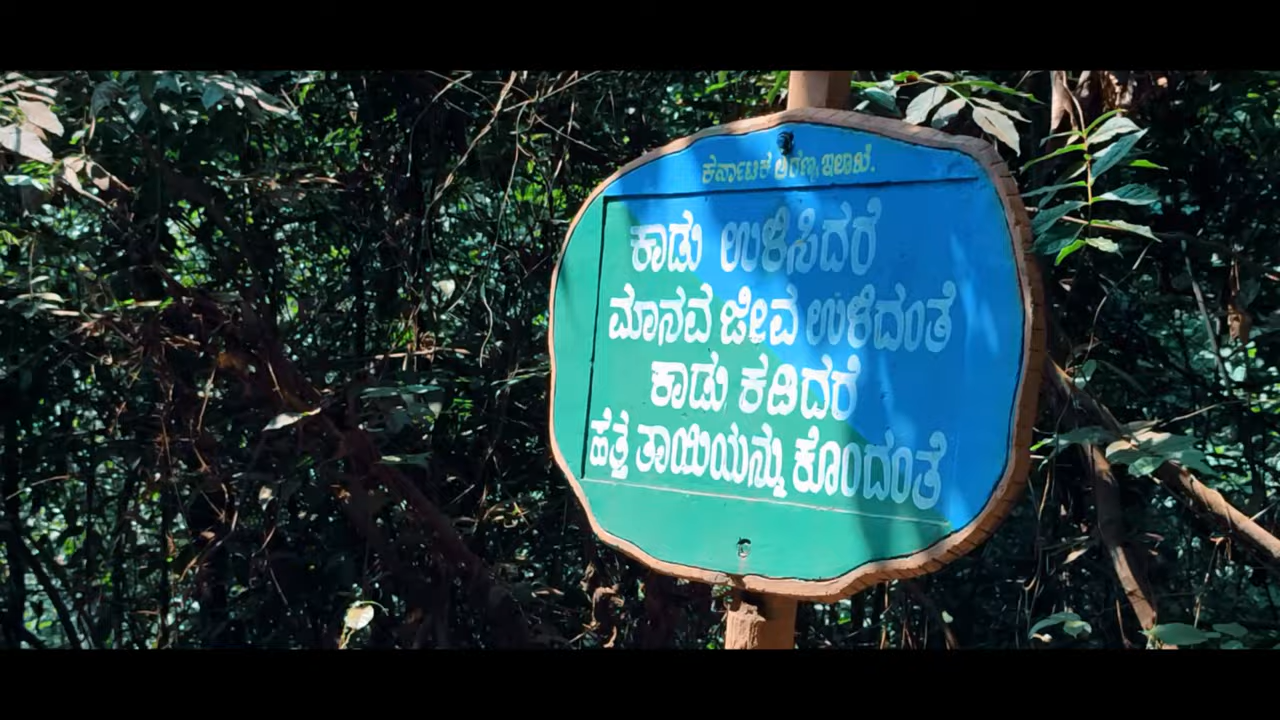 ಕರ್ನಾಟಕ ಅರಣ್ಯ ಇಲಾಖೆ.
ಕಾಡು ಉಳಿಸಿದರೆ
ಮಾನವ ಜೀವ ಉಳಿದಂತೆ
ಕಾಡು ಕಡಿದರೆ
ಹೆತ್ತ ತಾಯಿಯನ್ನು ಕೊಂದಂತೆ